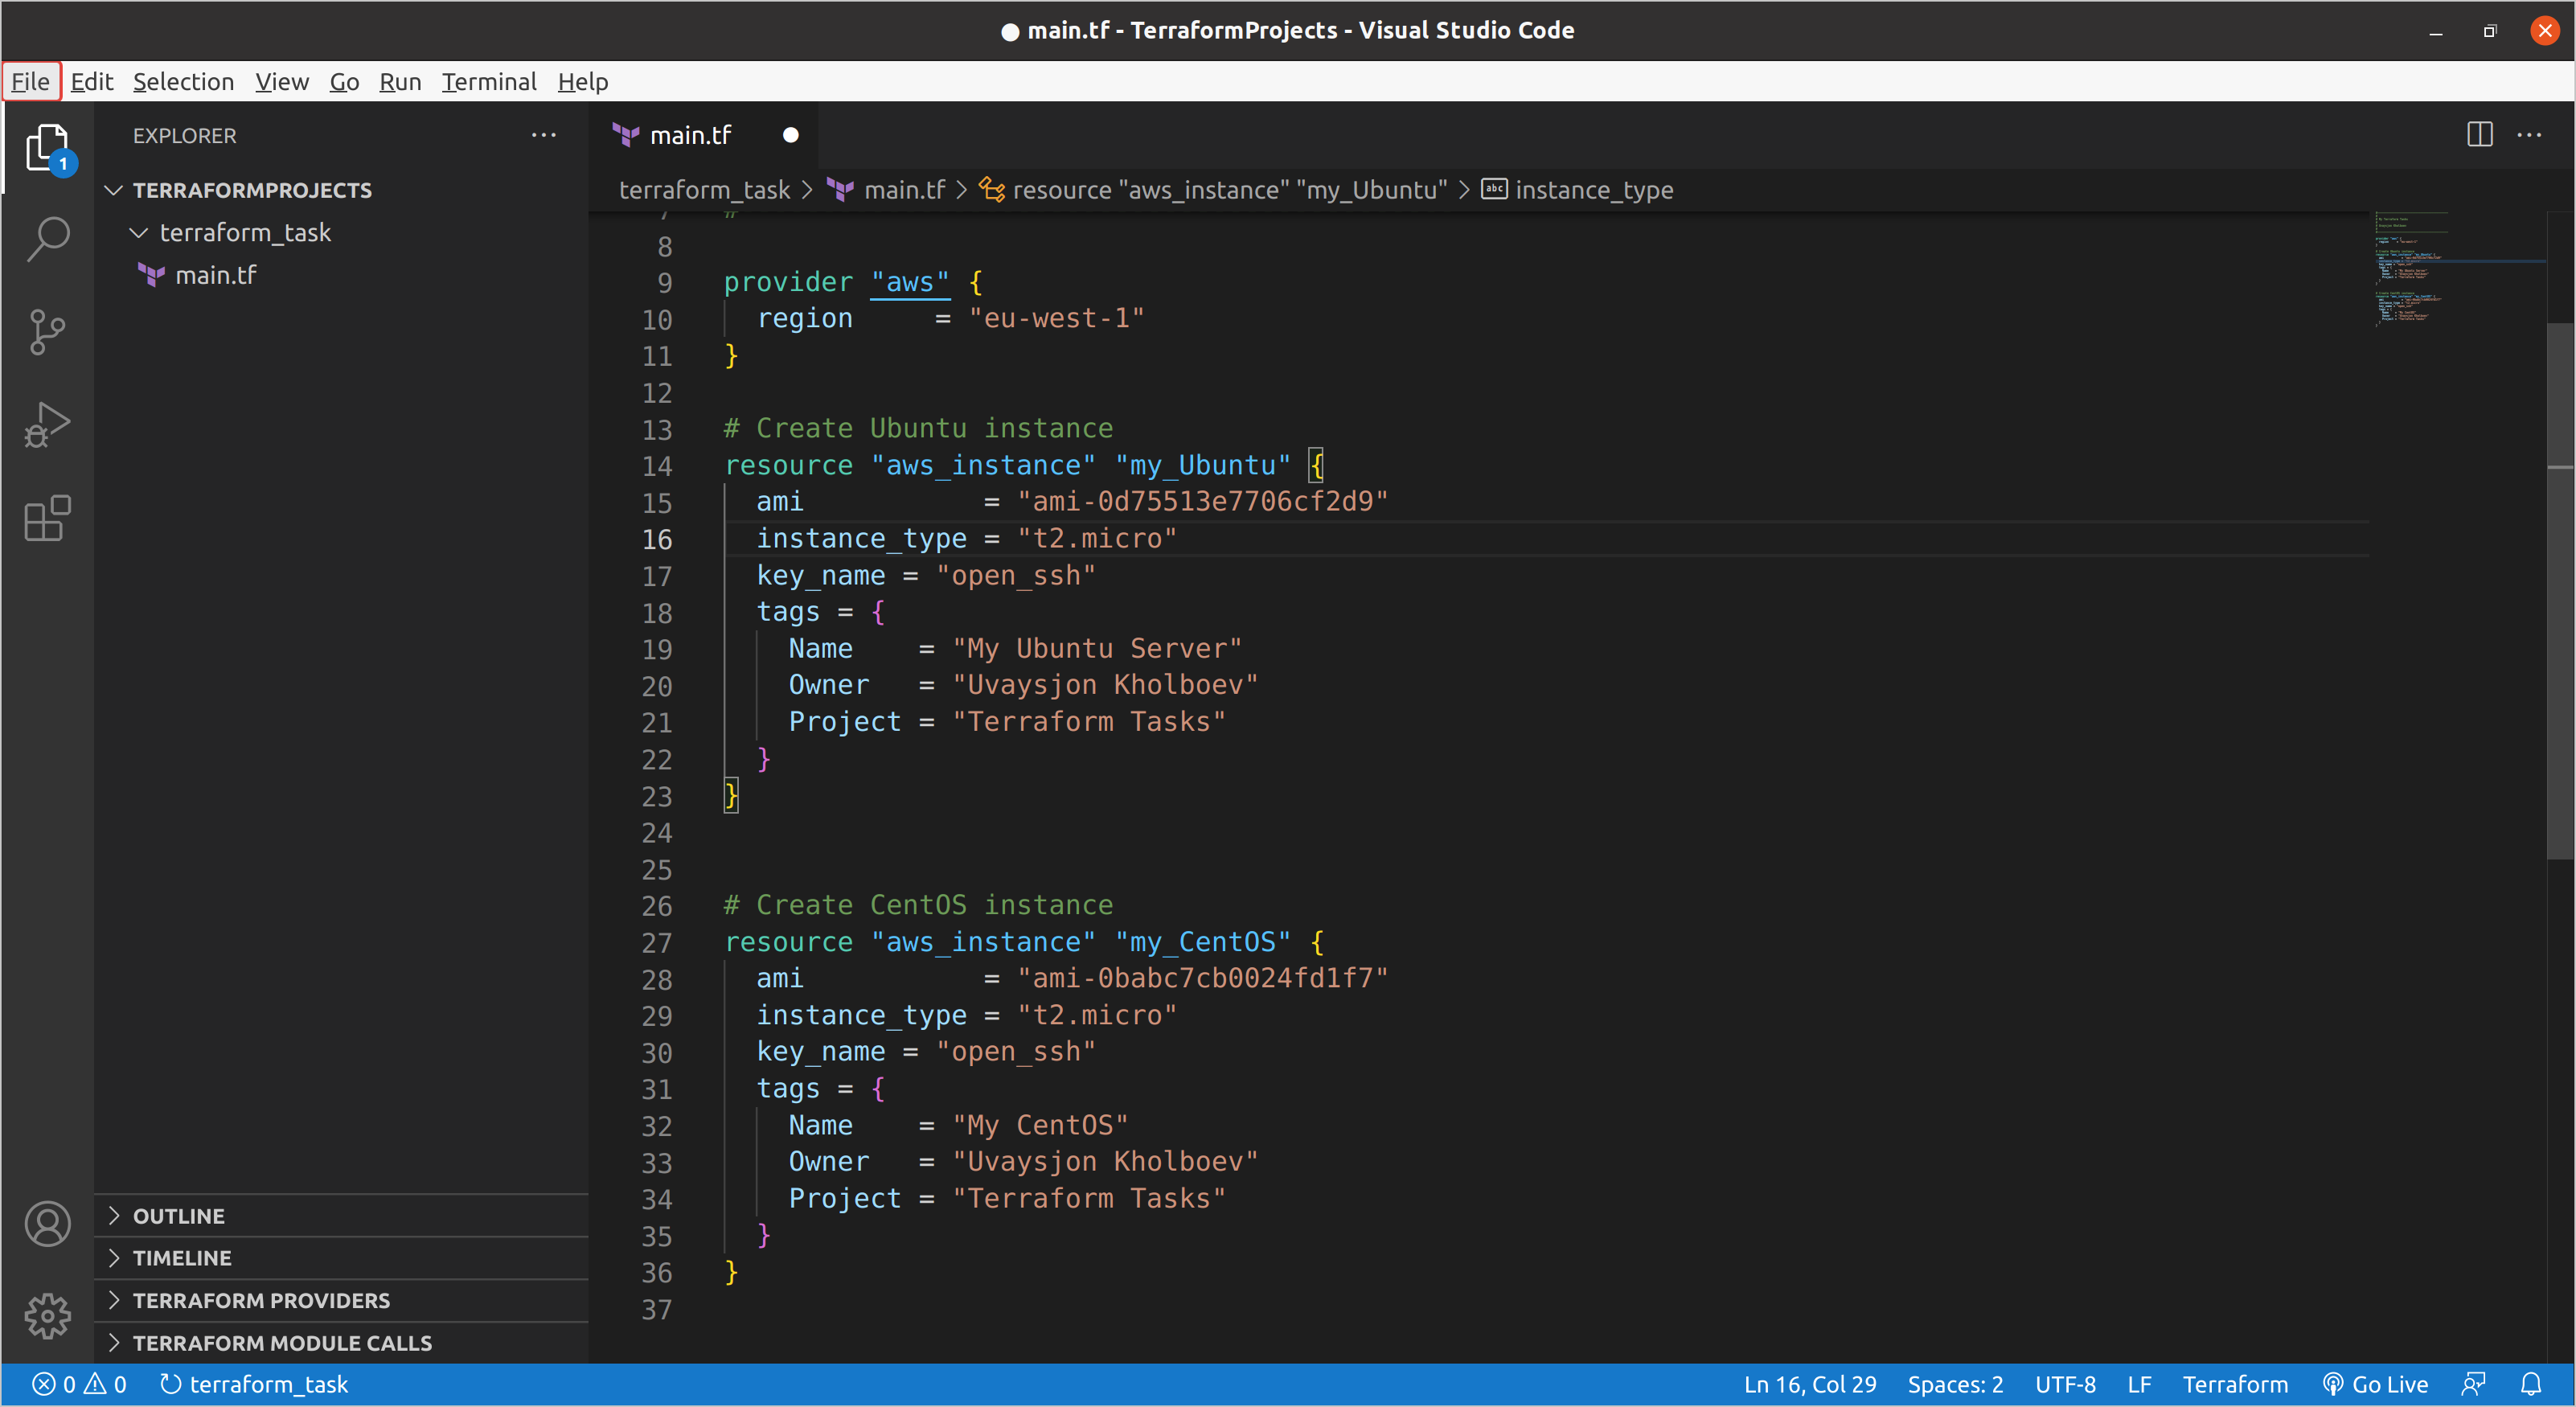 main.tf - TerraformProjects - Visual Studio Code
File Edit Selection View Go Run Terminal Help
EXPLORER
1
TERRAFORMPROJECTS
terraform_task
main.tf
OUTLINE
TIMELINE
TERRAFORM PROVIDERS
TERRAFORM MODULE CALLS
main.tf
terraform_task > main.tf > resource "aws_instance" "my_Ubuntu" > abc instance_type
7 #
8
9 provider "aws" {
10   region     = "eu-west-1"
11 }
12
13 # Create Ubuntu instance
14 resource "aws_instance" "my_Ubuntu" {
15   ami           = "ami-0d75513e7706cf2d9"
16   instance_type = "t2.micro"
17   key_name = "open_ssh"
18   tags = {
19     Name    = "My Ubuntu Server"
20     Owner   = "Uvaysjon Kholboev"
21     Project = "Terraform Tasks"
22   }
23 }
24
25
26 # Create CentOS instance
27 resource "aws_instance" "my_CentOS" {
28   ami           = "ami-0babc7cb0024fd1f7"
29   instance_type = "t2.micro"
30   key_name = "open_ssh"
31   tags = {
32     Name    = "My CentOS"
33     Owner   = "Uvaysjon Kholboev"
34     Project = "Terraform Tasks"
35   }
36 }
37
0 0 terraform_task Ln 16, Col 29 Spaces: 2 UTF-8 LF Terraform Go Live